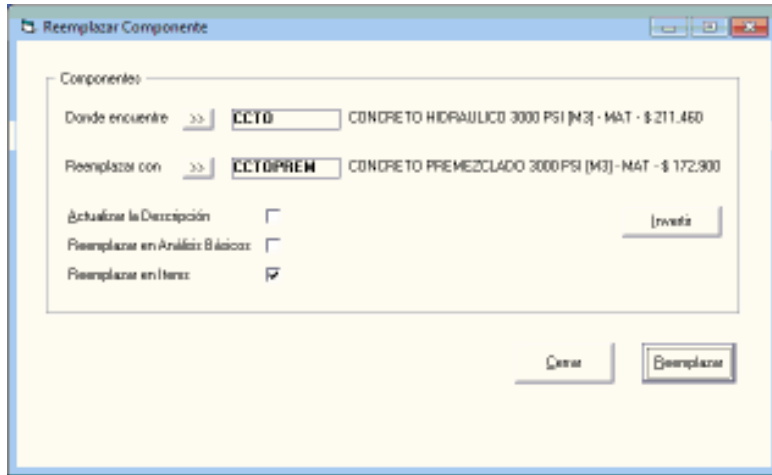 Reemplazar Componente
Componentes
Donde encuentre >> CCTO CONCRETO HIDRAULICO 3000 PSI [M3] - MAT - $ 211.460
Reemplazar con >> CCTOPREM CONCRETO PREMEZCLADO 3000 PSI [M3] - MAT - $ 172.900
Actualizar la Descripción
Invertir
Reemplazar en Análisis Básicos
Reemplazar en Items
Cerrar Reemplazar